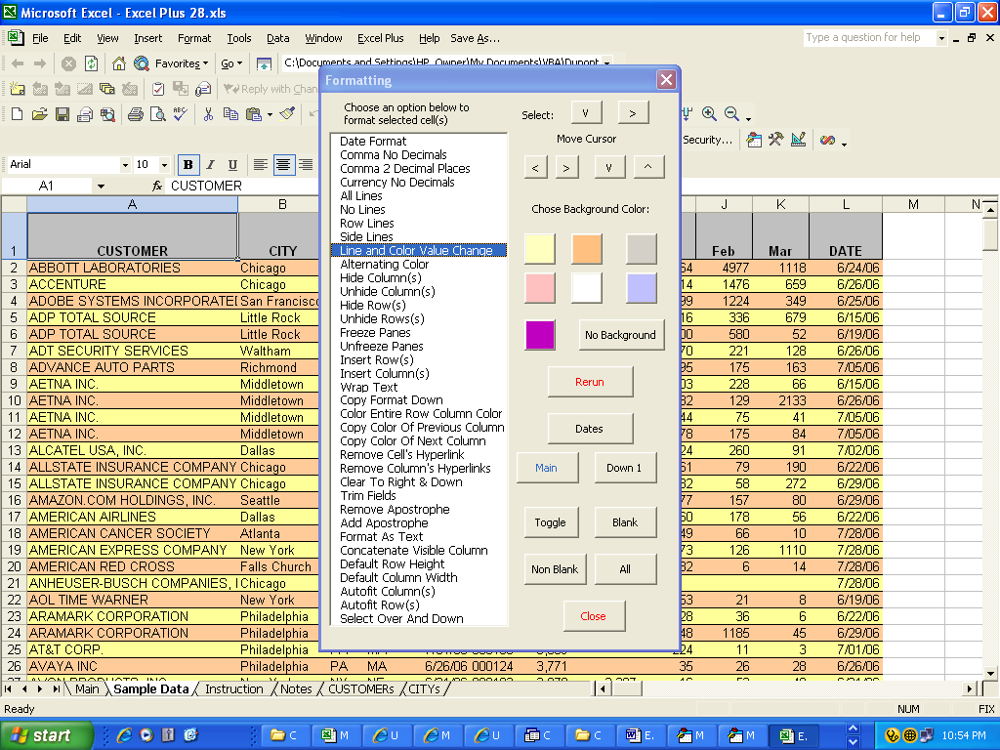 Microsoft Excel - Excel Plus 28.xls
File Edit View Insert Format Tools Data Window Excel Plus Help Save As... Type a question for help
Favorites Go C:\Documents and Settings\HP_Owner\My Documents\VBA\Dupont
Reply with Chan
Security...
Arial 10 B I U
A1 fx CUSTOMER
Formatting
Choose an option below to
format selected cell(s)
Date Format
Comma No Decimals
Comma 2 Decimal Places
Currency No Decimals
All Lines
No Lines
Row Lines
Side Lines
Line and Color Value Change
Alternating Color
Hide Column(s)
Unhide Column(s)
Hide Row(s)
Unhide Rows(s)
Freeze Panes
Unfreeze Panes
Insert Row(s)
Insert Column(s)
Wrap Text
Copy Format Down
Color Entire Row Column Color
Copy Color Of Previous Column
Copy Color Of Next Column
Remove Cell's Hyperlink
Remove Column's Hyperlinks
Clear To Right & Down
Trim Fields
Remove Apostrophe
Add Apostrophe
Format As Text
Concatenate Visible Column
Default Row Height
Default Column Width
Autofit Column(s)
Autofit Row(s)
Select Over And Down
Select: V >
Move Cursor
< > V ^
Chose Background Color:
No Background
Rerun
Dates
Main Down 1
Toggle Blank
Non Blank All
Close
A B J K L M N
1 CUSTOMER CITY Feb Mar DATE
2 ABBOTT LABORATORIES Chicago 64 4977 1118 6/24/06
3 ACCENTURE Chicago 14 1476 659 6/26/06
4 ADOBE SYSTEMS INCORPORATE San Francisc 99 1224 349 6/25/06
5 ADP TOTAL SOURCE Little Rock 16 336 679 6/15/06
6 ADP TOTAL SOURCE Little Rock 00 580 52 6/19/06
7 ADT SECURITY SERVICES Waltham 70 221 128 6/26/06
8 ADVANCE AUTO PARTS Richmond 95 175 163 7/05/06
9 AETNA INC. Middletown 03 228 66 6/15/06
10 AETNA INC. Middletown 32 129 2133 6/26/06
11 AETNA INC. Middletown 44 75 41 7/05/06
12 AETNA INC. Middletown 78 175 84 7/05/06
13 ALCATEL USA, INC. Dallas 24 260 91 7/02/06
14 ALLSTATE INSURANCE COMPANY Chicago 61 79 190 6/22/06
15 ALLSTATE INSURANCE COMPANY Chicago 32 58 272 6/29/06
16 AMAZON.COM HOLDINGS, INC. Seattle 77 157 80 6/29/06
17 AMERICAN AIRLINES Dallas 60 178 56 6/22/06
18 AMERICAN CANCER SOCIETY Atlanta 49 66 10 7/28/06
19 AMERICAN EXPRESS COMPANY New York 73 126 1110 7/28/06
20 AMERICAN RED CROSS Falls Church 32 6 14 7/28/06
21 ANHEUSER-BUSCH COMPANIES, I Chicago 7/28/06
22 AOL TIME WARNER New York 53 21 8 6/19/06
23 ARAMARK CORPORATION Philadelphia 28 36 6 6/22/06
24 ARAMARK CORPORATION Philadelphia 48 1185 45 6/29/06
25 AT&T CORP. Philadelphia 224 11 3 7/01/06
26 AVAYA INC Philadelphia PA MA 6/26/06 000124 3,771 35 26 28 6/26/06
Main Sample Data Instruction Notes CUSTOMERs CITYs
Ready NUM FIX
start C M U M U C C E. M M E. 10:54 PM